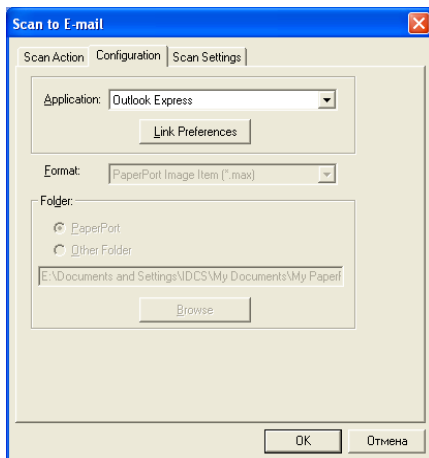 Scan to E-mail
Scan Action Configuration Scan Settings
Application: Outlook Express
Link Preferences
Format: PaperPort Image Item (*.max)
Folder:
PaperPort
Other Folder
E:\Documents and Settings\IDCS\My Documents\My Paperf
Browse
OK Отмена